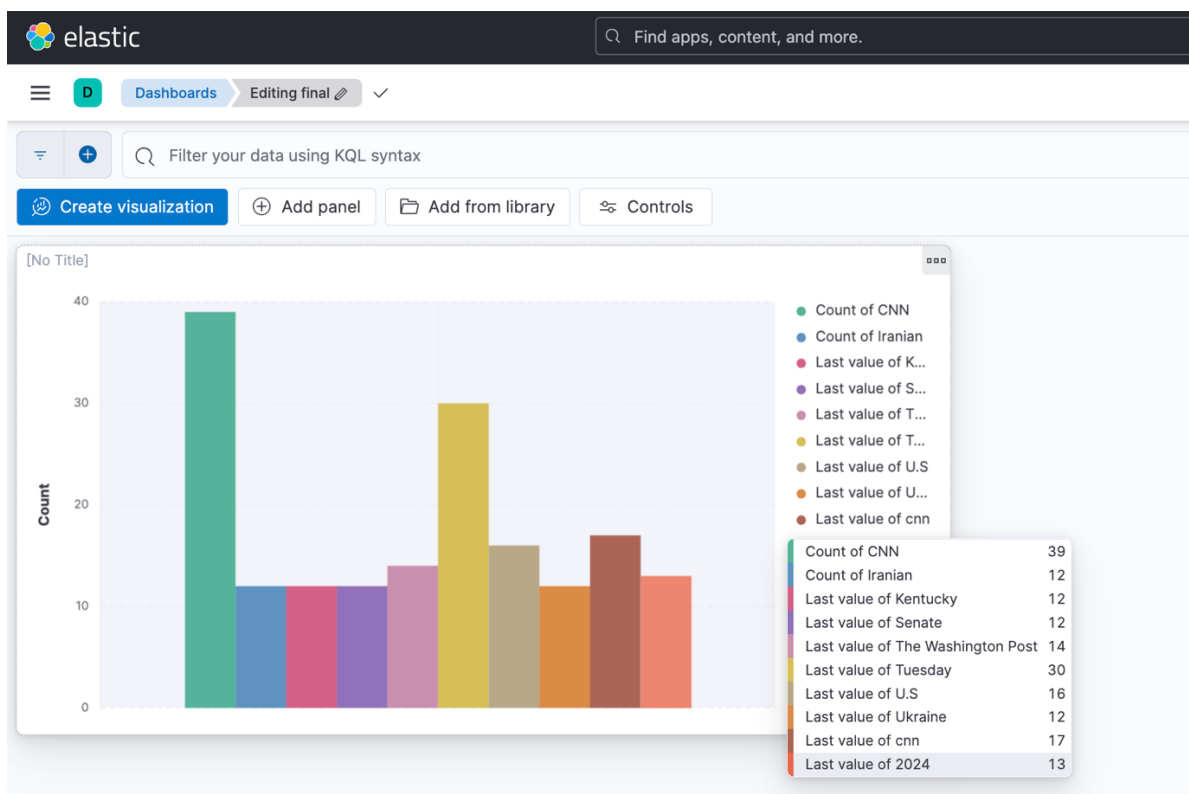 elastic
Find apps, content, and more.
D
Dashboards
Editing final
Filter your data using KQL syntax
Create visualization
Add panel
Add from library
Controls
[No Title]
40
30
20
10
0
Count
Count of CNN
Count of Iranian
Last value of K...
Last value of S...
Last value of T...
Last value of T...
Last value of U.S
Last value of U...
Last value of cnn
Count of CNN 39
Count of Iranian 12
Last value of Kentucky 12
Last value of Senate 12
Last value of The Washington Post 14
Last value of Tuesday 30
Last value of U.S 16
Last value of Ukraine 12
Last value of cnn 17
Last value of 2024 13